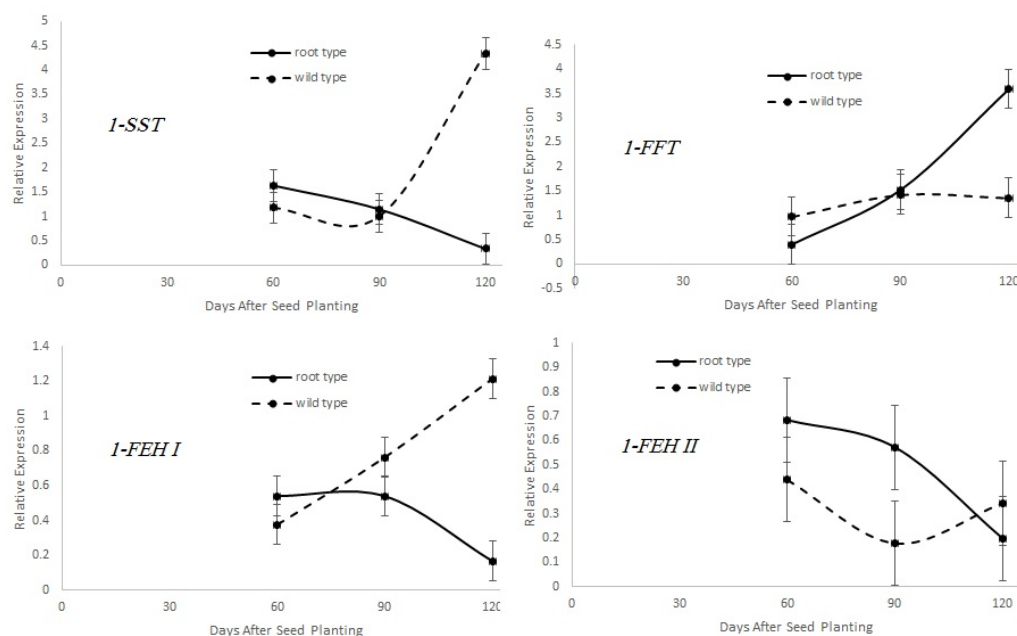 5
4.5
4
3.5
3
2.5
2
1.5
1
0.5
0
Relative Expression
root type
wild type
1-SST
0 30 60 90 120
Days After Seed Planting
4.5
4
3.5
3
2.5
2
1.5
1
0.5
0
-0.5
Relative Expression
root type
wild type
1-FFT
0 30 60 90 120
Days After Seed Planting
1.4
1.2
1
0.8
0.6
0.4
0.2
0
Relative Expression
root type
wild type
1-FEH I
0 30 60 90 120
Days After Seed Planting
1
0.9
0.8
0.7
0.6
0.5
0.4
0.3
0.2
0.1
0
Relative Expression
root type
wild type
1-FEH II
0 30 60 90 120
Days After Seed Planting